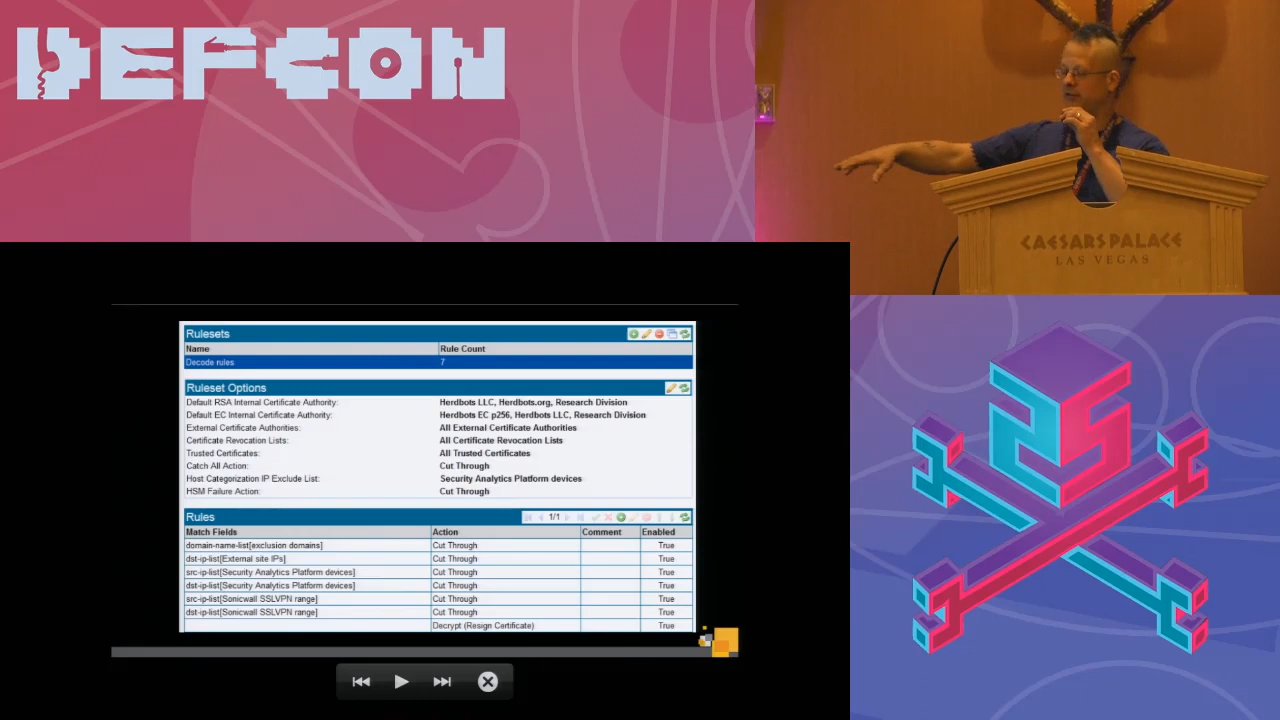 DEFCON
CAESARS PALACE
LAS VEGAS
Rulesets
Name Rule Count
Decode rules 7
Ruleset Options
Default RSA Internal Certificate Authority: Herdbots LLC, Herdbots.org, Research Division
Default EC Internal Certificate Authority: Herdbots EC p256, Herdbots LLC, Research Division
External Certificate Authorities: All External Certificate Authorities
Certificate Revocation Lists: All Certificate Revocation Lists
Trusted Certificates: All Trusted Certificates
Catch All Action: Cut Through
Host Categorization IP Exclude List: Security Analytics Platform devices
HSM Failure Action: Cut Through
Rules 1/1
Match Fields Action Comment Enabled
domain-name-list[exclusion domains] Cut Through True
dst-ip-list[External site IPs] Cut Through True
src-ip-list[Security Analytics Platform devices] Cut Through True
dst-ip-list[Security Analytics Platform devices] Cut Through True
src-ip-list[Sonicwall SSLVPN range] Cut Through True
dst-ip-list[Sonicwall SSLVPN range] Cut Through True
Decrypt (Resign Certificate) True
25